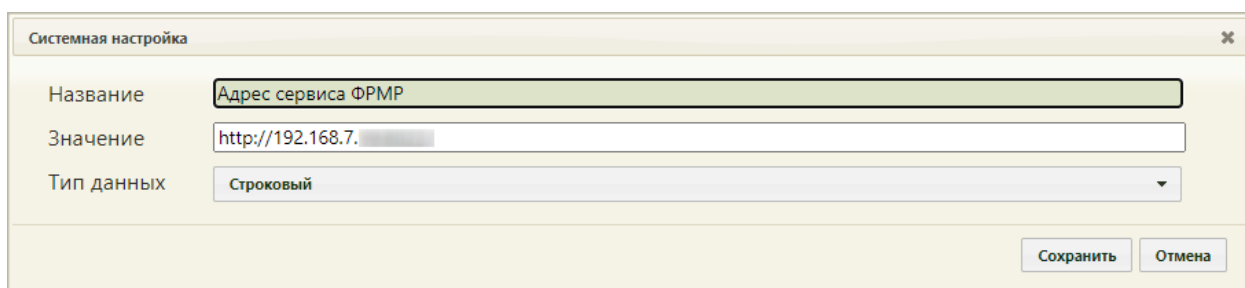 Системная настройка
Название Адрес сервиса ФРМР
Значение http://192.168.7.
Тип данных Строковый
Сохранить Отмена